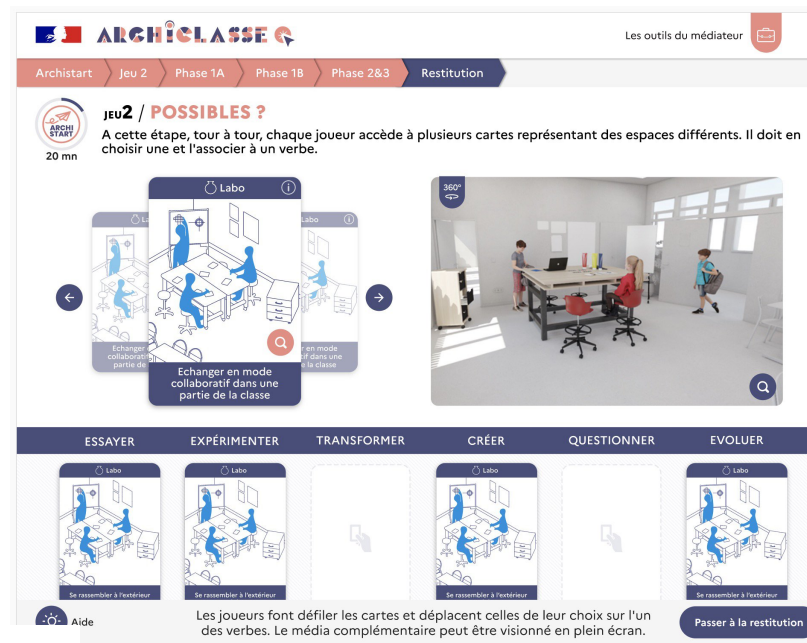 ARCHICLASSE
Les outils du médiateur
Archistart
Jeu 2
Phase 1A
Phase 1B
Phase 2&3
Restitution
ARCHI
START
20 mn
JEU2 / POSSIBLES ?
A cette étape, tour à tour, chaque joueur accède à plusieurs cartes représentant des espaces différents. Il doit en
choisir une et l'associer à un verbe.
Labo
Echanger en mode
collaboratif dans une
partie de la classe
Labo
360°
ESSAYER
EXPÉRIMENTER
TRANSFORMER
CRÉER
QUESTIONNER
EVOLUER
Labo
Labo
Labo
Labo
Se rassembler à l'extérieur
Se rassembler à l'extérieur
Se rassembler à l'extérieur
Se rassembler à l'extérieur
Aide
Les joueurs font défiler les cartes et déplacent celles de leur choix sur l'un
des verbes. Le média complémentaire peut être visionné en plein écran.
Passer à la restitution